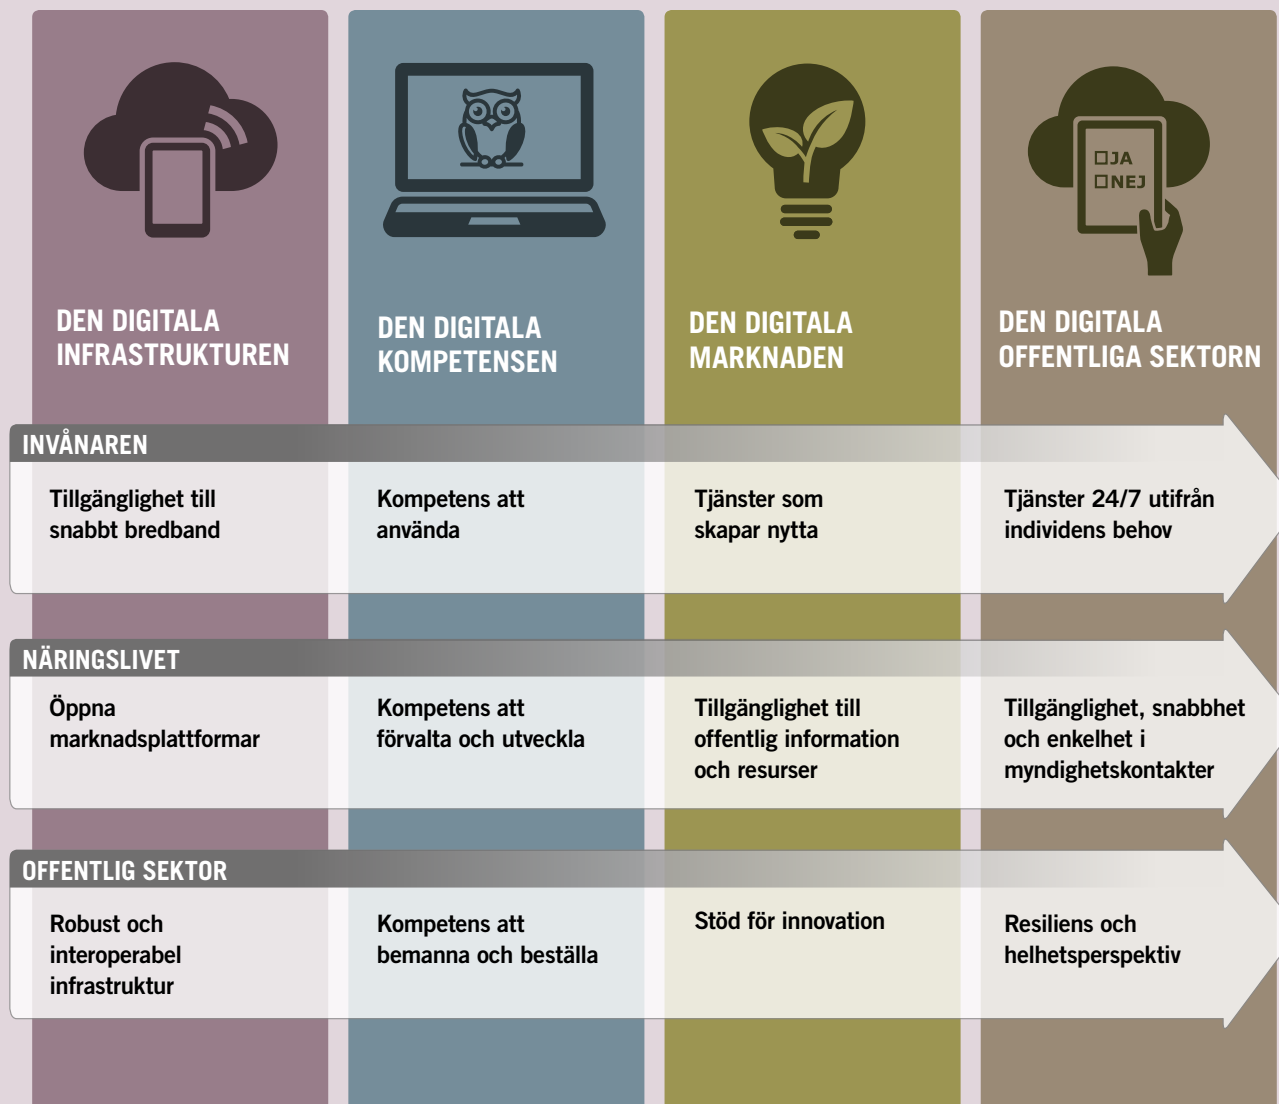 JA
NEJ
DEN DIGITALA
INFRASTRUKTUREN
DEN DIGITALA
KOMPETENSEN
DEN DIGITALA
MARKNADEN
DEN DIGITALA
OFFENTLIGA SEKTORN
INVÅNAREN
Tillgänglighet till
snabbt bredband
Kompetens att
använda
Tjänster som
skapar nytta
Tjänster 24/7 utifrån
individens behov
NÄRINGSLIVET
Öppna
marknadsplattformar
Kompetens att
förvalta och utveckla
Tillgänglighet till
offentlig information
och resurser
Tillgänglighet, snabbhet
och enkelhet i
myndighetskontakter
OFFENTLIG SEKTOR
Robust och
interoperabel
infrastruktur
Kompetens att
bemanna och beställa
Stöd för innovation
Resiliens och
helhetsperspektiv